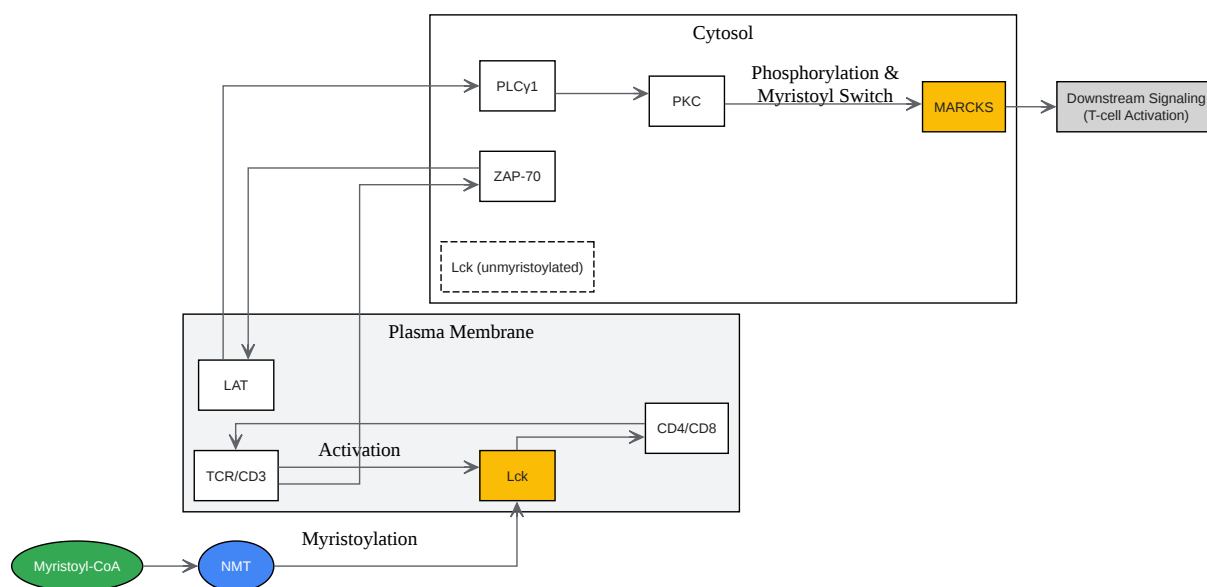 Cytosol
PLCγ1
PKC
Phosphorylation &
Myristoyl Switch
MARCKS
Downstream Signaling
(T-cell Activation)
ZAP-70
Lck (unmyristoylated)
Plasma Membrane
LAT
CD4/CD8
Activation
TCR/CD3
Lck
Myristoylation
Myristoyl-CoA
NMT